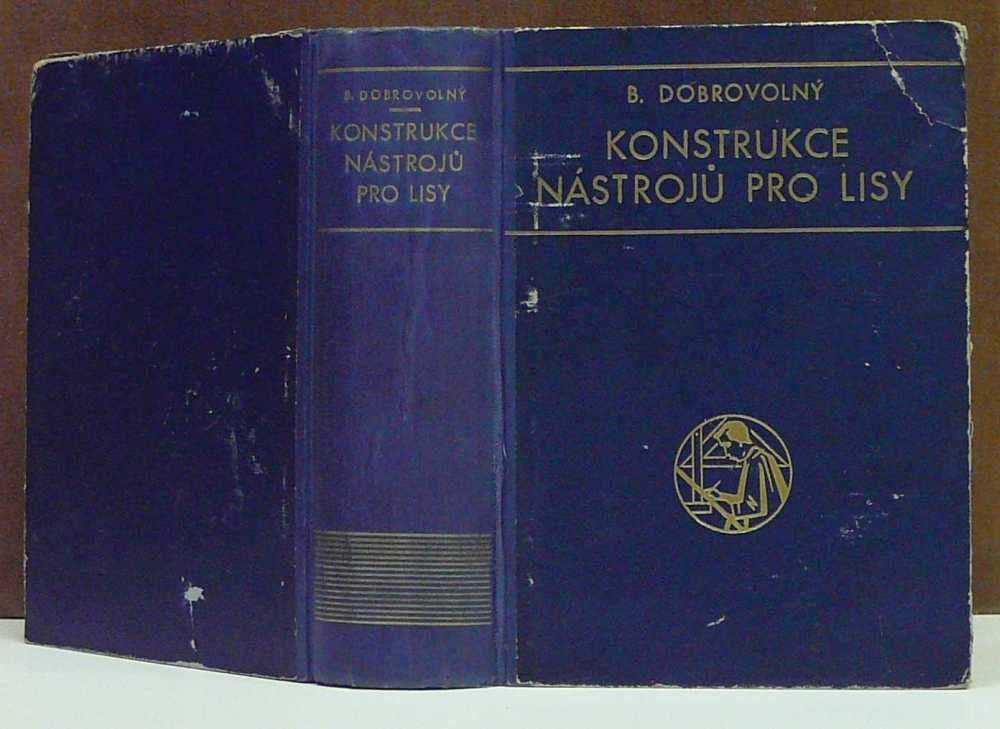 B. DOBROVOLNÝ
KONSTRUKCE
NÁSTROJŮ
PRO LISY
B. DOBROVOLNÝ
KONSTRUKCE
NÁSTROJŮ PRO LISY